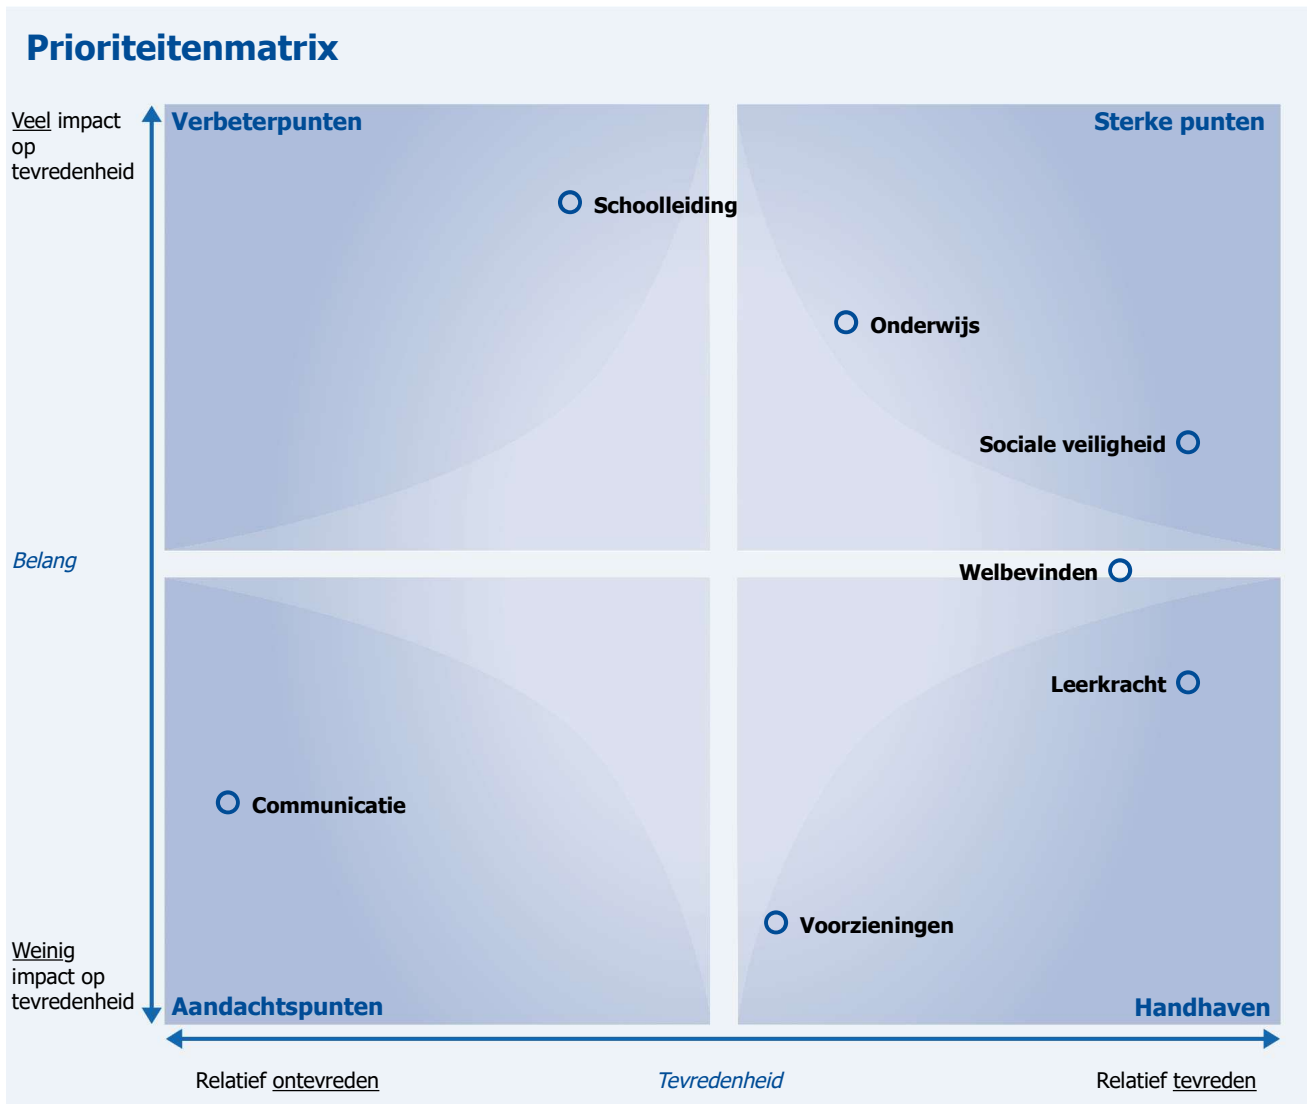 Prioriteitenmatrix
Veel impact
op
tevredenheid
Verbeterpunten
Sterke punten
Schoolleiding
Onderwijs
Sociale veiligheid
Belang
Welbevinden
Leerkracht
Communicatie
Voorzieningen
Weinig
impact op
tevredenheid
Aandachtspunten
Handhaven
Relatief ontevreden
Tevredenheid
Relatief tevreden